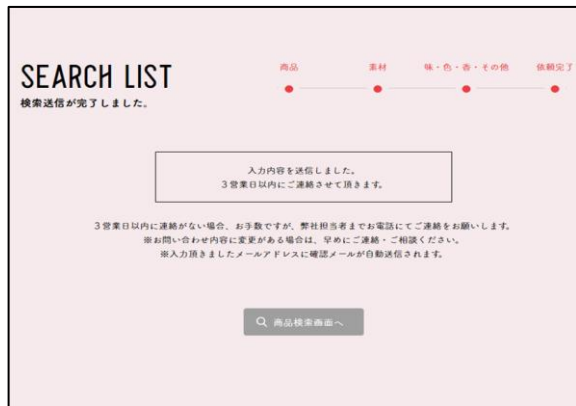 SEARCH LIST
検索送信が完了しました。
商品
素材
味・色・香・その他
依頼完了
入力内容を送信しました。
3営業日以内にご連絡させて頂きます。
3営業日以内に連絡がない場合、お手数ですが、弊社担当者までお電話にてご連絡をお願いします。
※お問い合わせ内容に変更がある場合は、早めにご連絡・ご相談ください。
※入力頂きましたメールアドレスに確認メールが自動送信されます。
商品検索画面へ